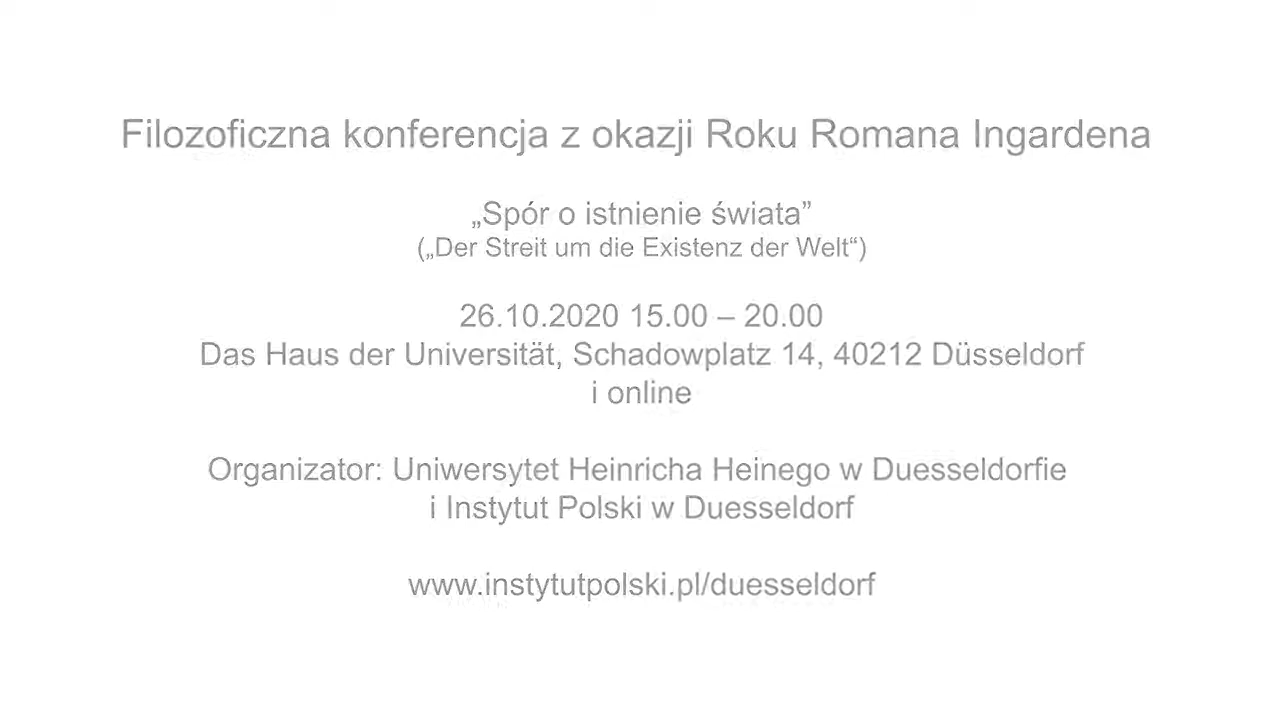 Filozoficzna konferencja z okazji Roku Romana Ingardena
„Spór o istnienie świata”
(„Der Streit um die Existenz der Welt“)
26.10.2020 15.00 – 20.00
Das Haus der Universität, Schadowplatz 14, 40212 Düsseldorf
i online
Organizator: Uniwersytet Heinricha Heinego w Duesseldorfie
i Instytut Polski w Duesseldorf
www.instytutpolski.pl/duesseldorf